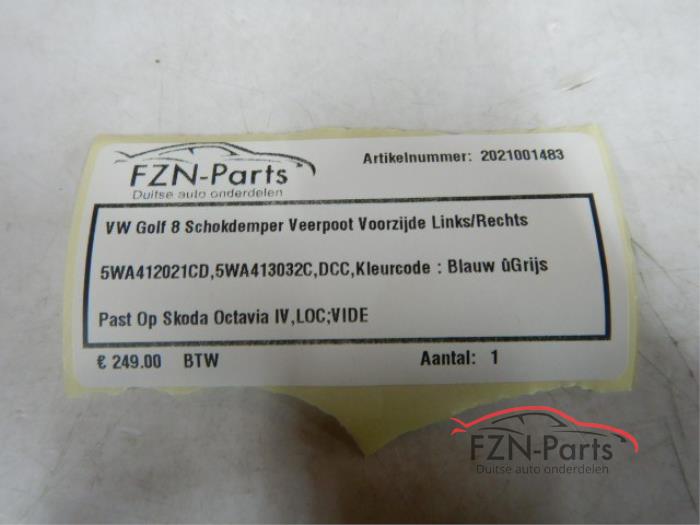 FZN-Parts
Duitse auto onderdelen
Artikelnummer: 2021001483
VW Golf 8 Schokdemper Veerpoot Voorzijde Links/Rechts
5WA412021CD,5WA413032C,DCC,Kleurcode : Blauw ûGrijs
Past Op Skoda Octavia IV,LOC;VIDE
€ 249.00 BTW
Aantal: 1
FZN-Parts
Duitse auto onderdelen